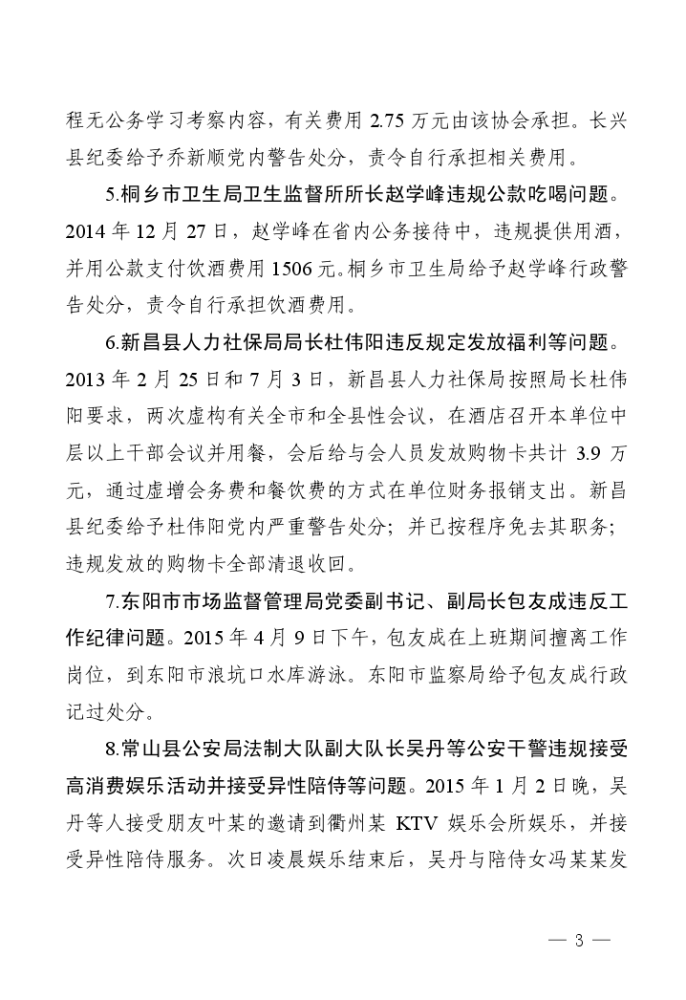 程无公务学习考察内容，有关费用 2.75 万元由该协会承担。长兴
县纪委给予乔新顺党内警告处分，责令自行承担相关费用。
5.桐乡市卫生局卫生监督所所长赵学峰违规公款吃喝问题。
2014 年 12 月 27 日，赵学峰在省内公务接待中，违规提供用酒，
并用公款支付饮酒费用 1506 元。桐乡市卫生局给予赵学峰行政警
告处分，责令自行承担饮酒费用。
6.新昌县人力社保局局长杜伟阳违反规定发放福利等问题。
2013 年 2 月 25 日和 7 月 3 日，新昌县人力社保局按照局长杜伟
阳要求，两次虚构有关全市和全县性会议，在酒店召开本单位中
层以上干部会议并用餐，会后给与会人员发放购物卡共计 3.9 万
元，通过虚增会务费和餐饮费的方式在单位财务报销支出。新昌
县纪委给予杜伟阳党内严重警告处分；并已按程序免去其职务；
违规发放的购物卡全部清退收回。
7.东阳市市场监督管理局党委副书记、副局长包友成违反工
作纪律问题。2015 年 4 月 9 日下午，包友成在上班期间擅离工作
岗位，到东阳市浪坑口水库游泳。东阳市监察局给予包友成行政
记过处分。
8.常山县公安局法制大队副大队长吴丹等公安干警违规接受
高消费娱乐活动并接受异性陪侍等问题。2015 年 1 月 2 日晚，吴
丹等人接受朋友叶某的邀请到衢州某 KTV 娱乐会所娱乐，并接
受异性陪侍服务。次日凌晨娱乐结束后，吴丹与陪侍女冯某某发
— 3 —